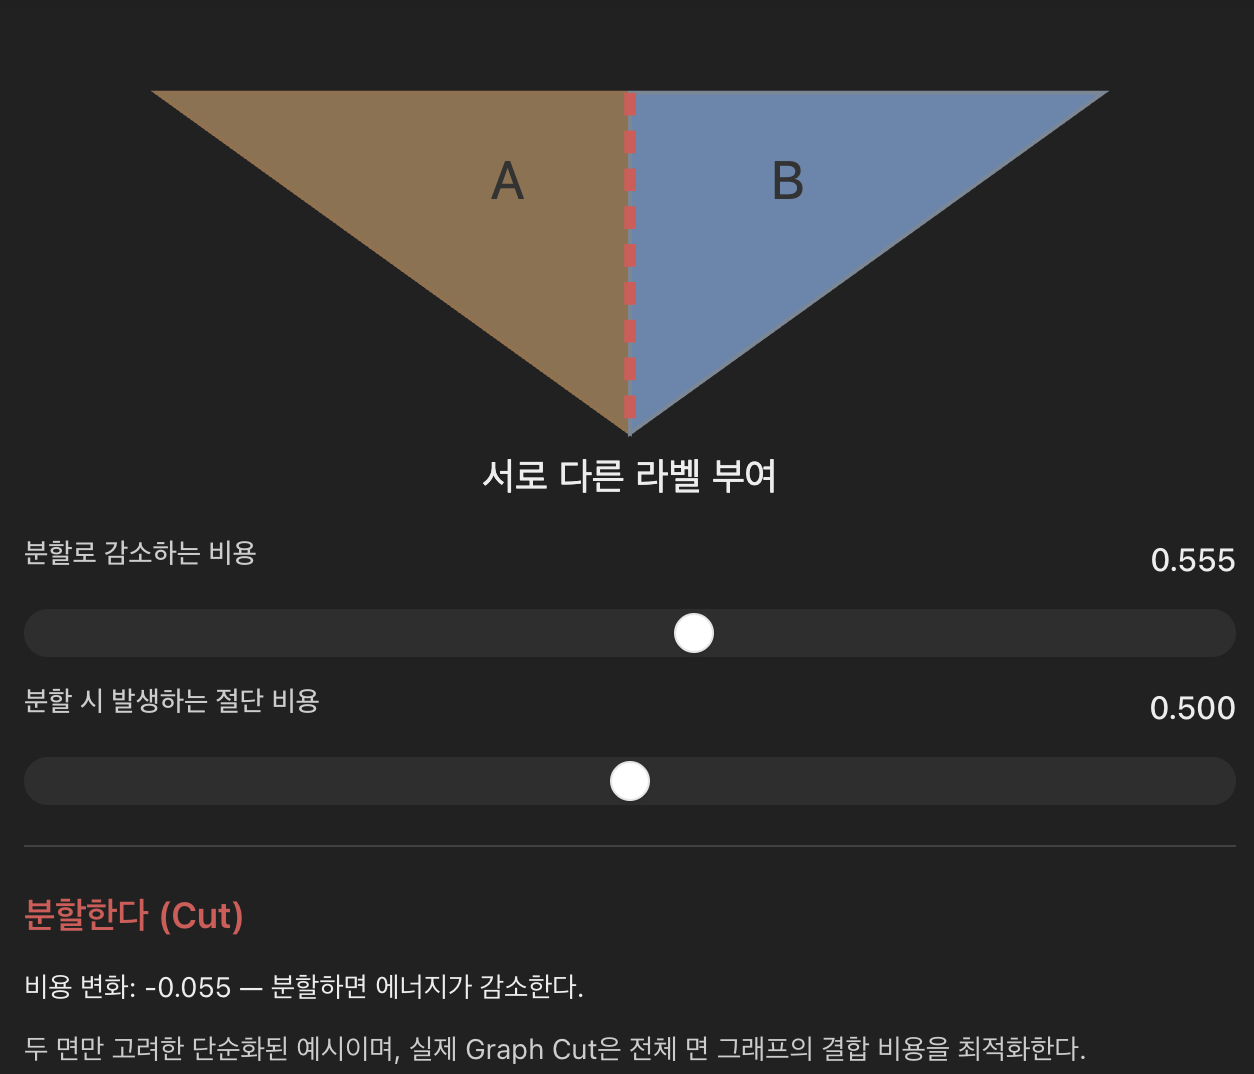 A
B
서로 다른 라벨 부여
분할로 감소하는 비용
0.555
분할 시 발생하는 절단 비용
0.500
분할한다 (Cut)
비용 변화: -0.055 — 분할하면 에너지가 감소한다.
두 면만 고려한 단순화된 예시이며, 실제 Graph Cut은 전체 면 그래프의 결합 비용을 최적화한다.